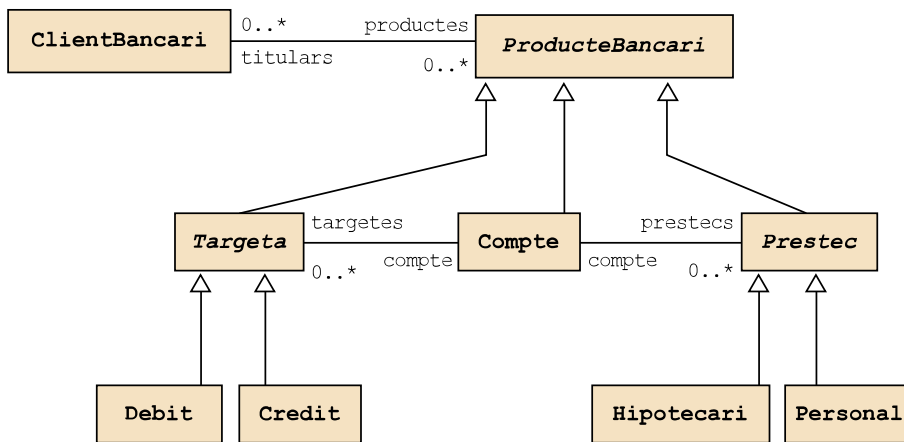 ClientBancari
0..*
productes
titulars
0..*
ProducteBancari
Targeta
targetes
0..*
compte
Compte
compte
prestecs
0..*
Prestec
Debit
Credit
Hipotecari
Personal